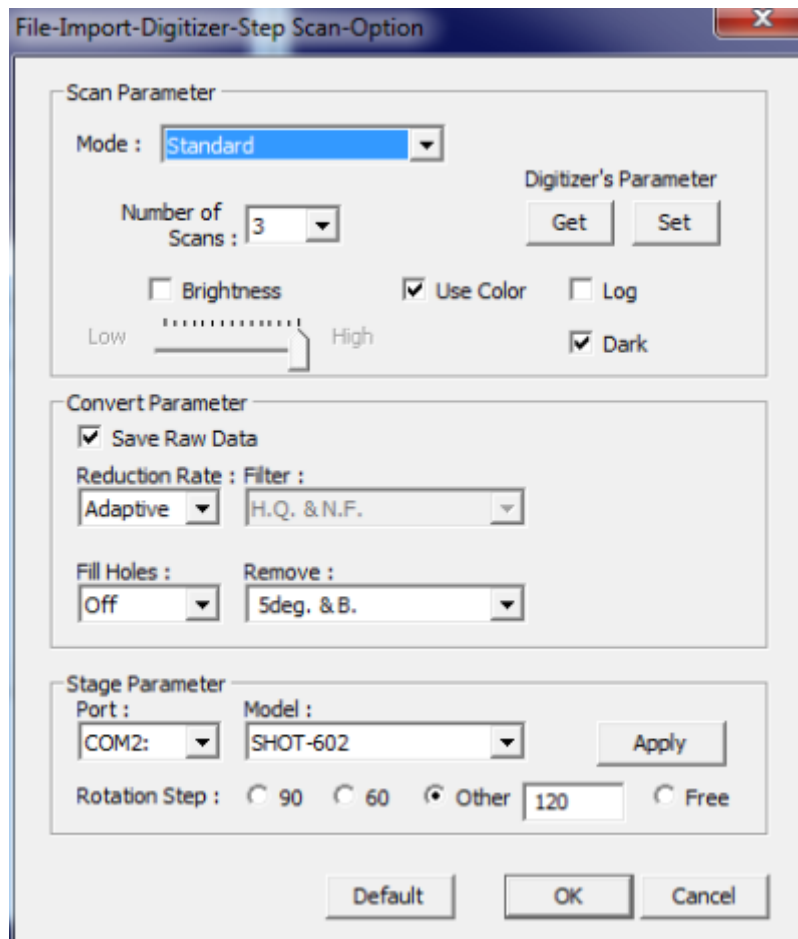 File-Import-Digitizer-Step Scan-Option
Scan Parameter
Mode : Standard
Digitizer's Parameter
Number of Scans : 3
Get Set
Brightness Use Color Log
Low High
Dark
Convert Parameter
Save Raw Data
Reduction Rate : Filter :
Adaptive H.Q. & N.F.
Fill Holes : Remove :
Off 5deg. & B.
Stage Parameter
Port : Model :
COM2: SHOT-602 Apply
Rotation Step : 90 60 Other 120 Free
Default OK Cancel